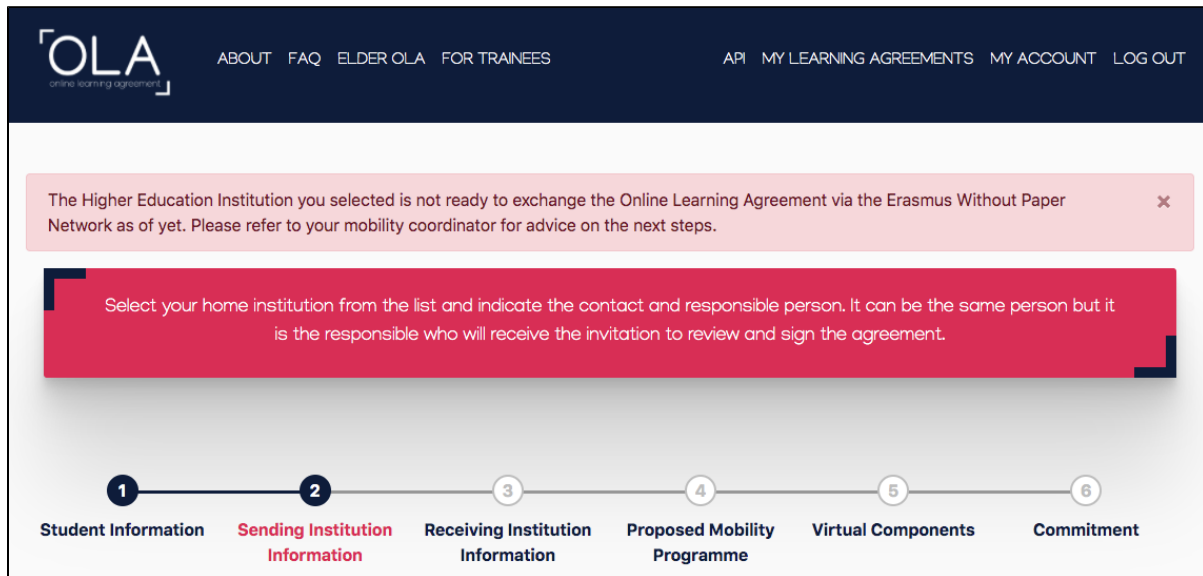 OLA
online learning agreement
ABOUT FAQ ELDER OLA FOR TRAINEES
API MY LEARNING AGREEMENTS MY ACCOUNT LOG OUT
The Higher Education Institution you selected is not ready to exchange the Online Learning Agreement via the Erasmus Without Paper
Network as of yet. Please refer to your mobility coordinator for advice on the next steps.
×
Select your home institution from the list and indicate the contact and responsible person. It can be the same person but it
is the responsible who will receive the invitation to review and sign the agreement.
1 2 3 4 5 6
Student Information
Sending Institution
Information
Receiving Institution
Information
Proposed Mobility
Programme
Virtual Components
Commitment